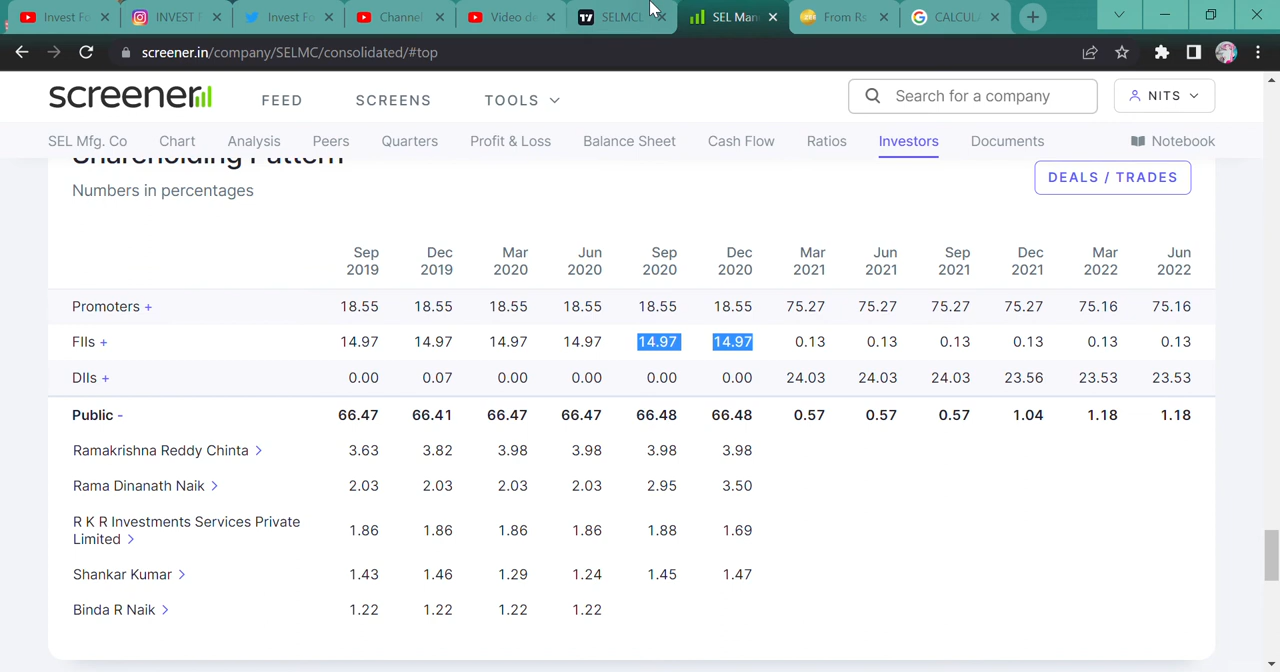 Invest Fo
INVEST F
Invest Fo
Channel
Video de
SELMCL
SEL Man
From Rs
CALCUL
screener.in/company/SELMC/consolidated/#top
screener
FEED
SCREENS
TOOLS
Search for a company
NITS
SEL Mfg. Co
Chart
Analysis
Peers
Quarters
Profit & Loss
Balance Sheet
Cash Flow
Ratios
Investors
Documents
Notebook
Shareholding Pattern
Numbers in percentages
DEALS / TRADES
Sep Dec Mar Jun Sep Dec Mar Jun Sep Dec Mar Jun
2019 2019 2020 2020 2020 2020 2021 2021 2021 2021 2022 2022
Promoters + 18.55 18.55 18.55 18.55 18.55 18.55 75.27 75.27 75.27 75.27 75.16 75.16
FIIs + 14.97 14.97 14.97 14.97 14.97 14.97 0.13 0.13 0.13 0.13 0.13 0.13
DIIs + 0.00 0.07 0.00 0.00 0.00 0.00 24.03 24.03 24.03 23.56 23.53 23.53
Public - 66.47 66.41 66.47 66.47 66.48 66.48 0.57 0.57 0.57 1.04 1.18 1.18
Ramakrishna Reddy Chinta > 3.63 3.82 3.98 3.98 3.98 3.98
Rama Dinanath Naik > 2.03 2.03 2.03 2.03 2.95 3.50
R K R Investments Services Private
Limited > 1.86 1.86 1.86 1.86 1.88 1.69
Shankar Kumar > 1.43 1.46 1.29 1.24 1.45 1.47
Binda R Naik > 1.22 1.22 1.22 1.22